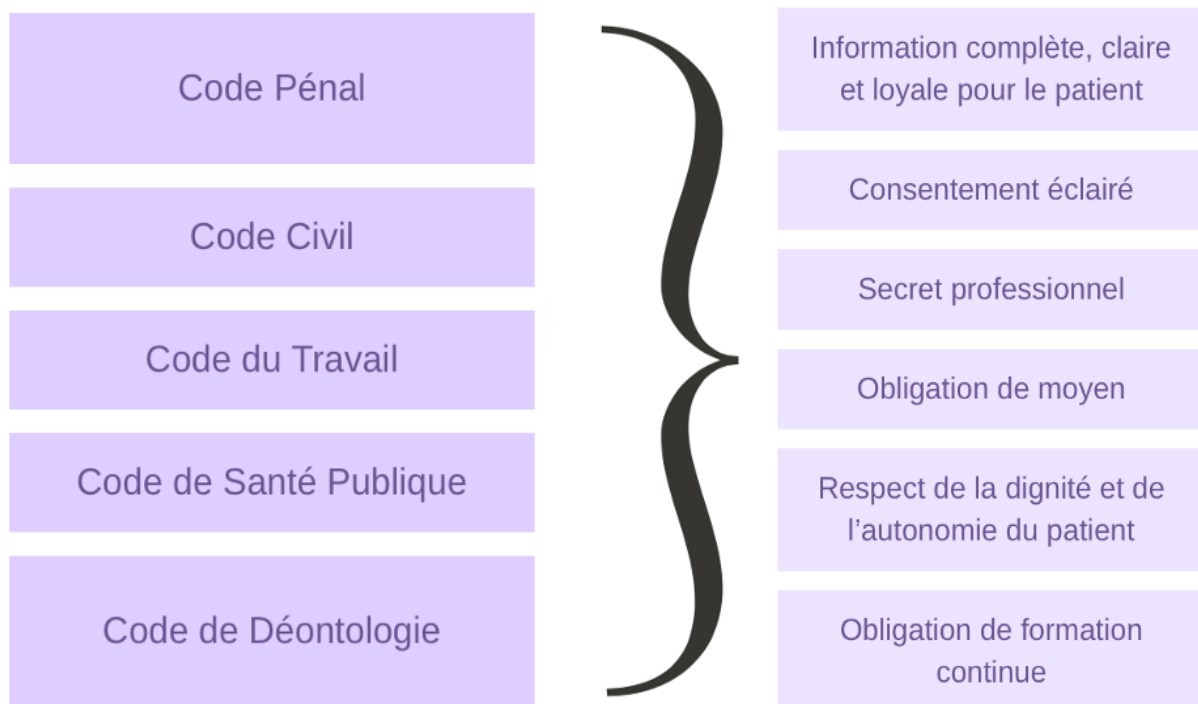 Code Pénal
Code Civil
Code du Travail
Code de Santé Publique
Code de Déontologie
Information complète, claire
et loyale pour le patient
Consentement éclairé
Secret professionnel
Obligation de moyen
Respect de la dignité et de
l’autonomie du patient
Obligation de formation
continue